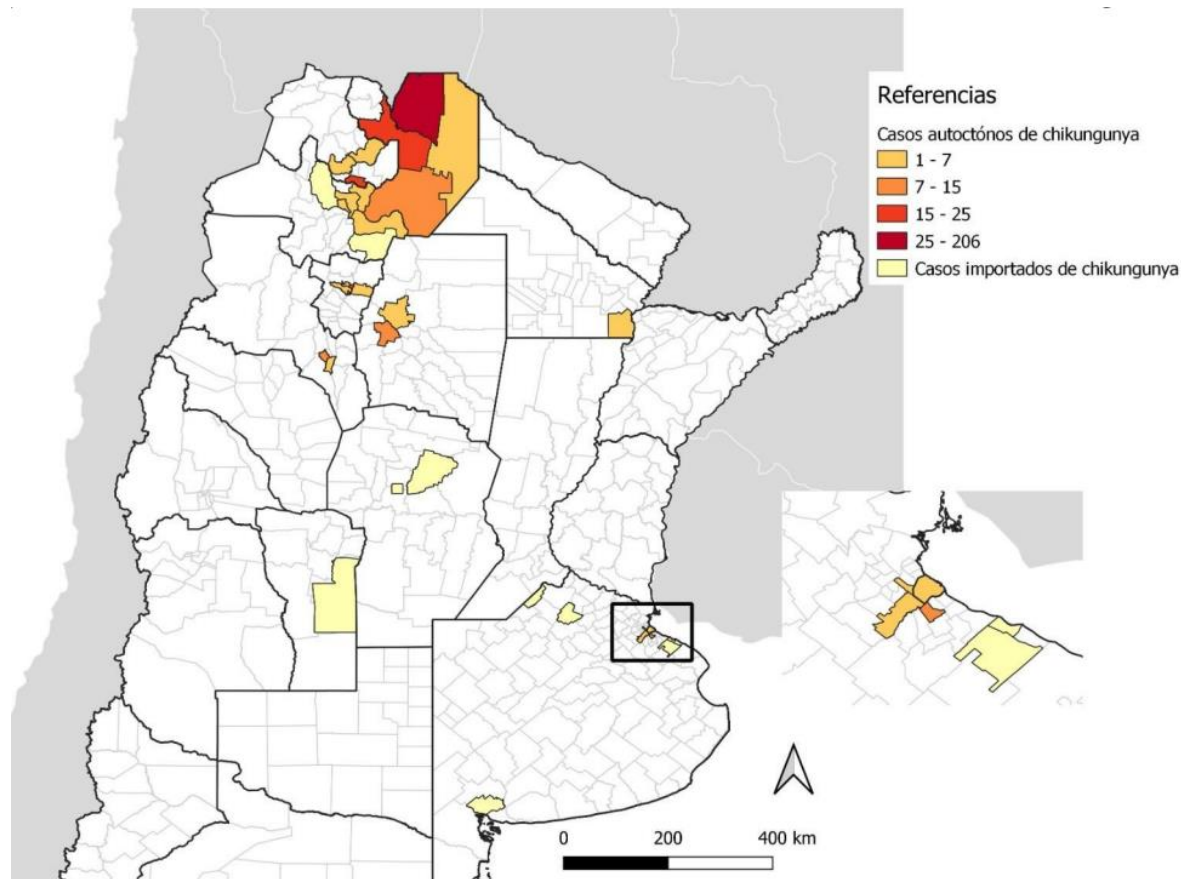 Referencias
Casos autoctónos de chikungunya
1 - 7
7 - 15
15 - 25
25 - 206
Casos importados de chikungunya
0 200 400 km